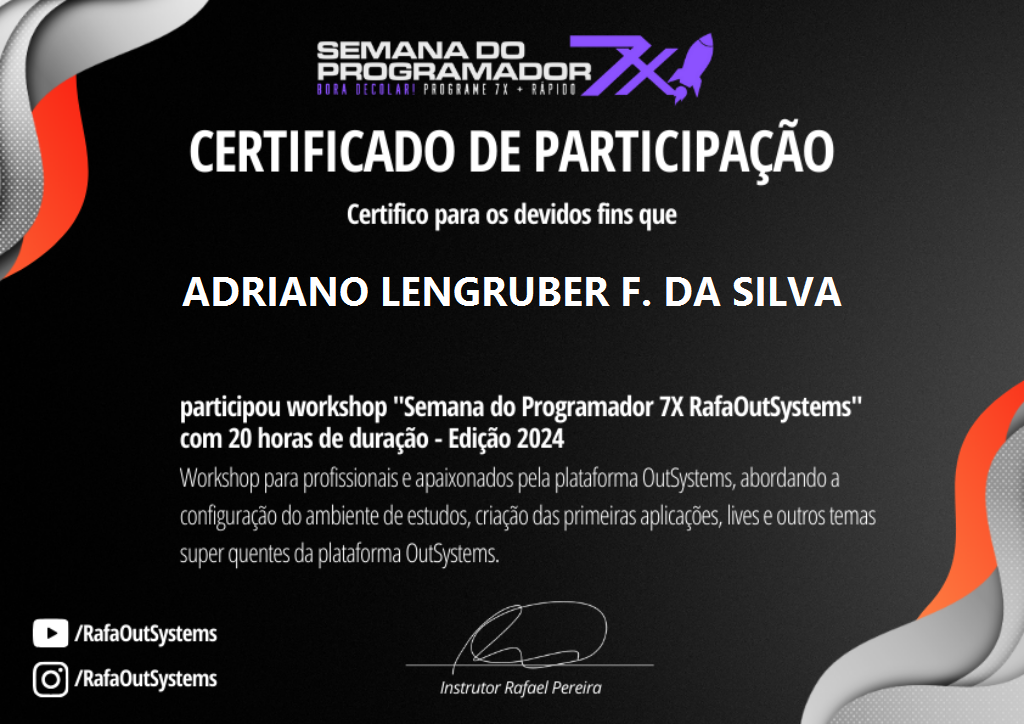 SEMANA DO
PROGRAMADOR 7X
BORA DECOLAR! PROGRAME 7X + RÁPIDO
CERTIFICADO DE PARTICIPAÇÃO
Certifico para os devidos fins que
ADRIANO LENGRUBER F. DA SILVA
participou workshop "Semana do Programador 7X RafaOutSystems"
com 20 horas de duração - Edição 2024
Workshop para profissionais e apaixonados pela plataforma OutSystems, abordando a
configuração do ambiente de estudos, criação das primeiras aplicações, lives e outros temas
super quentes da plataforma OutSystems.
/RafaOutSystems
/RafaOutSystems
Instrutor Rafael Pereira